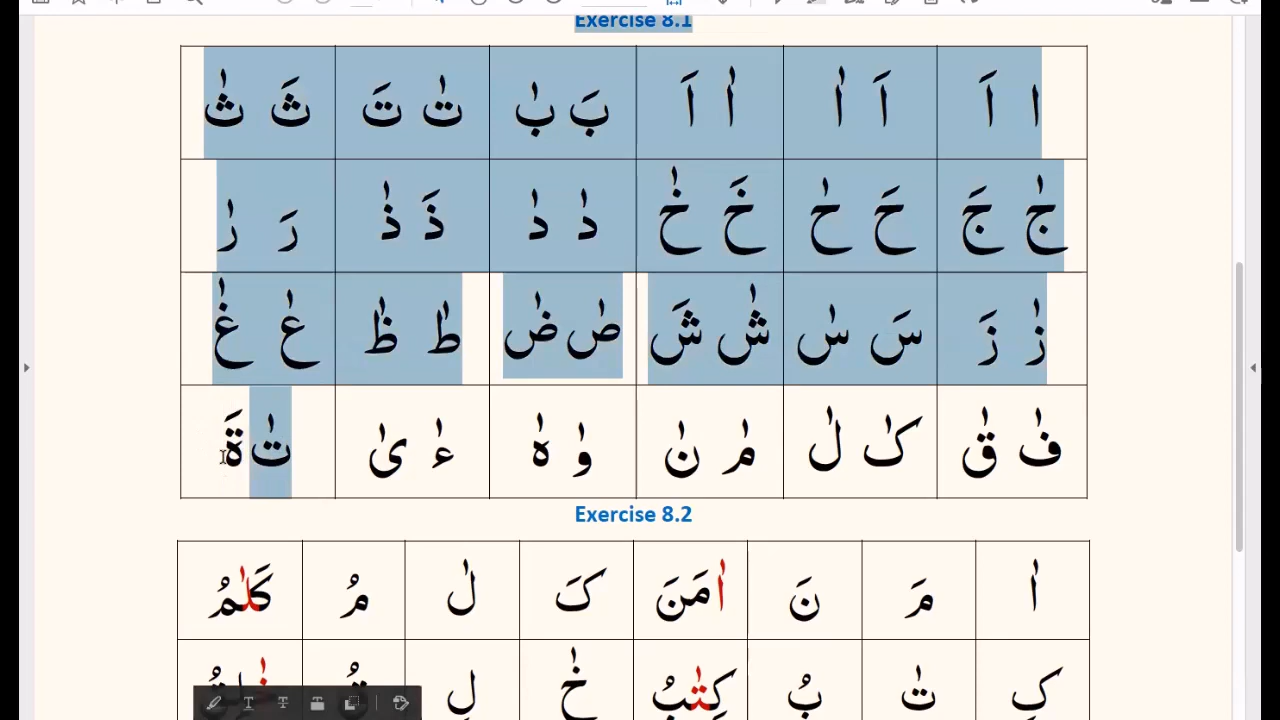 Exercise 8.1
ا اَ اَ اٰ اٰ اَ بَ بٰ تٰ تَ ثَ ثٰ
جٰ جَ حَ حٰ خَ خٰ دٰ دٰ ذَ ذٰ رَ رٰ
زٰ زَ سَ سٰ شٰ شَ صٰ ضٰ طٰ ظٰ عٰ غٰ
فٰ قٰ کٰ لٰ مٰ نٰ وٰ ہٰ ءٰ یٰ تٰ ةَ
Exercise 8.2
اٰ مَ نَ اٰمَنَ کَ لٰ مُ کَلٰمُ
کِ تٰ بُ کِتٰبُ خٰ لِ